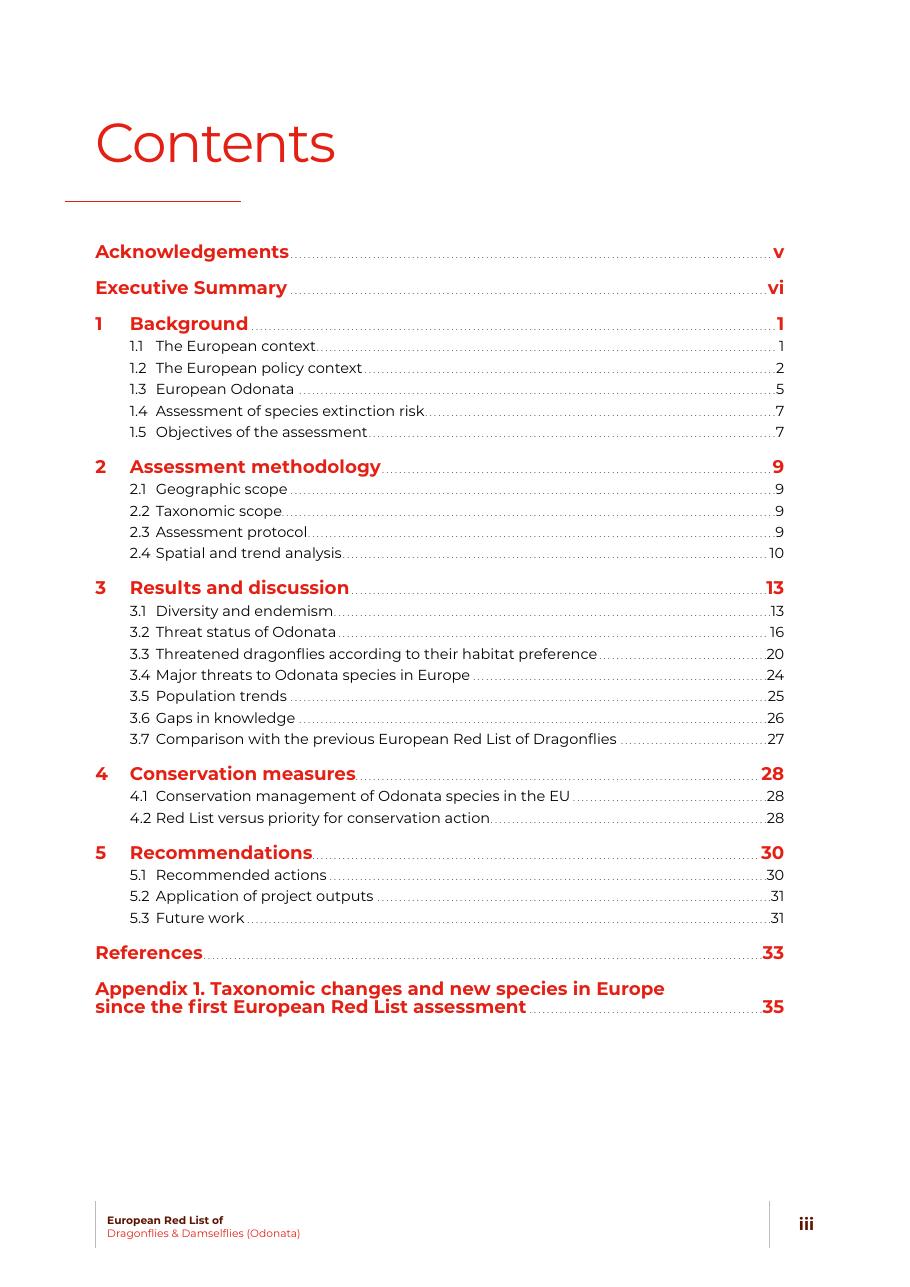 Contents
Acknowledgements v
Executive Summary vi
1 Background 1
1.1 The European context 1
1.2 The European policy context 2
1.3 European Odonata 5
1.4 Assessment of species extinction risk 7
1.5 Objectives of the assessment 7
2 Assessment methodology 9
2.1 Geographic scope 9
2.2 Taxonomic scope 9
2.3 Assessment protocol 9
2.4 Spatial and trend analysis 10
3 Results and discussion 13
3.1 Diversity and endemism 13
3.2 Threat status of Odonata 16
3.3 Threatened dragonflies according to their habitat preference 20
3.4 Major threats to Odonata species in Europe 24
3.5 Population trends 25
3.6 Gaps in knowledge 26
3.7 Comparison with the previous European Red List of Dragonflies 27
4 Conservation measures 28
4.1 Conservation management of Odonata species in the EU 28
4.2 Red List versus priority for conservation action 28
5 Recommendations 30
5.1 Recommended actions 30
5.2 Application of project outputs 31
5.3 Future work 31
References 33
Appendix 1. Taxonomic changes and new species in Europe
since the first European Red List assessment 35
European Red List of
Dragonflies & Damselflies (Odonata)
iii